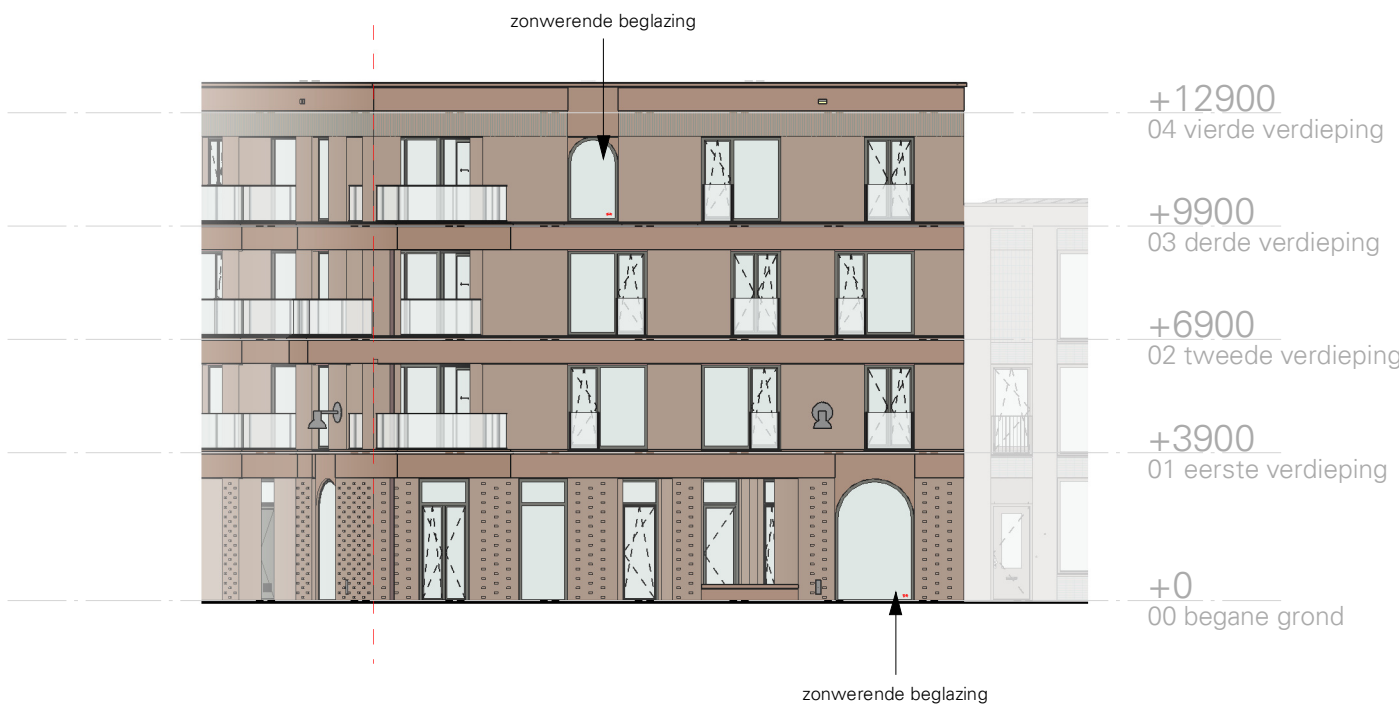 zonwerende beglazing
+12900
04 vierde verdieping
+9900
03 derde verdieping
+6900
02 tweede verdieping
+3900
01 eerste verdieping
+0
00 begane grond
zonwerende beglazing